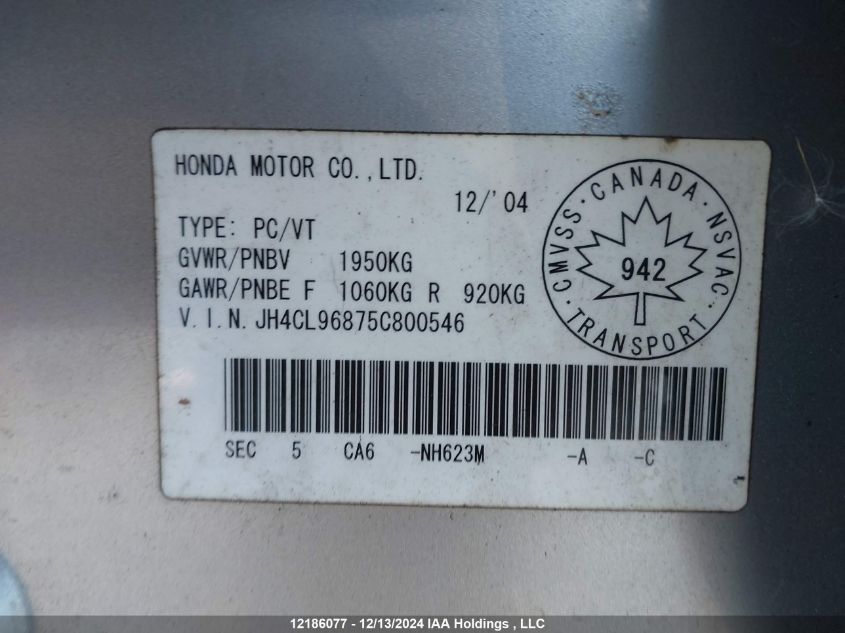 HONDA MOTOR CO.,LTD.
12/'04
TYPE: PC/VT
GVWR/PNBV 1950KG
GAWR/PNBE F 1060KG R 920KG
V.I.N. JH4CL96875C800546
CMVSS · CANADA · NSVAC · TRANSPORT ·
942
SEC 5 CA6 -NH623M -A -C
12186077 - 12/13/2024 IAA Holdings , LLC